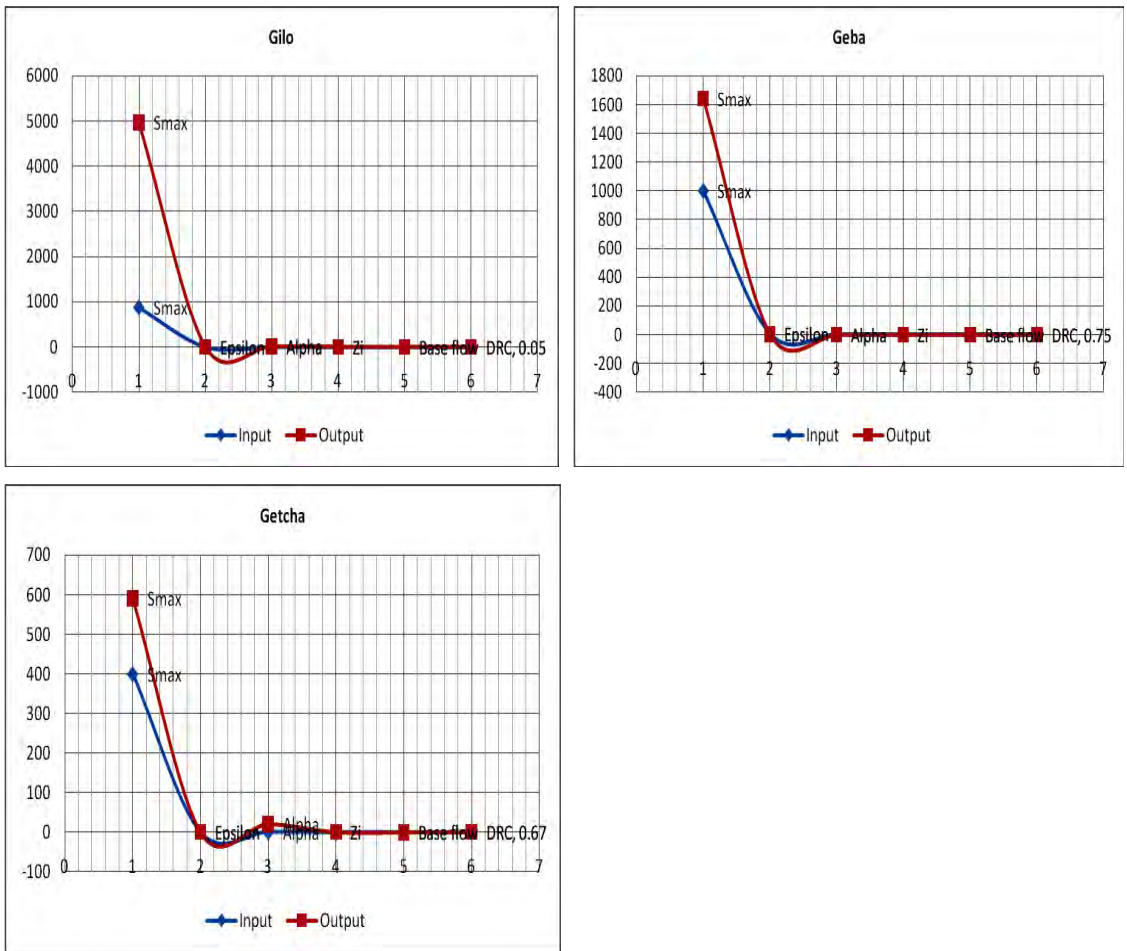 Gilo
6000
5000
4000
3000
2000
1000
0
-1000
Smax
Smax
Epsilon Alpha Zi Base flow DRC, 0.05
0 1 2 3 4 5 6 7
Input Output
Geba
1800
1600
1400
1200
1000
800
600
400
200
0
-200
-400
Smax
Smax
Epsilon Alpha Zi Base flow DRC, 0.75
0 1 2 3 4 5 6 7
Input Output
Getcha
700
600
500
400
300
200
100
0
-100
Smax
Smax
Alpha
Epsilon Alpha Zi Base flow DRC, 0.67
0 1 2 3 4 5 6 7
Input Output